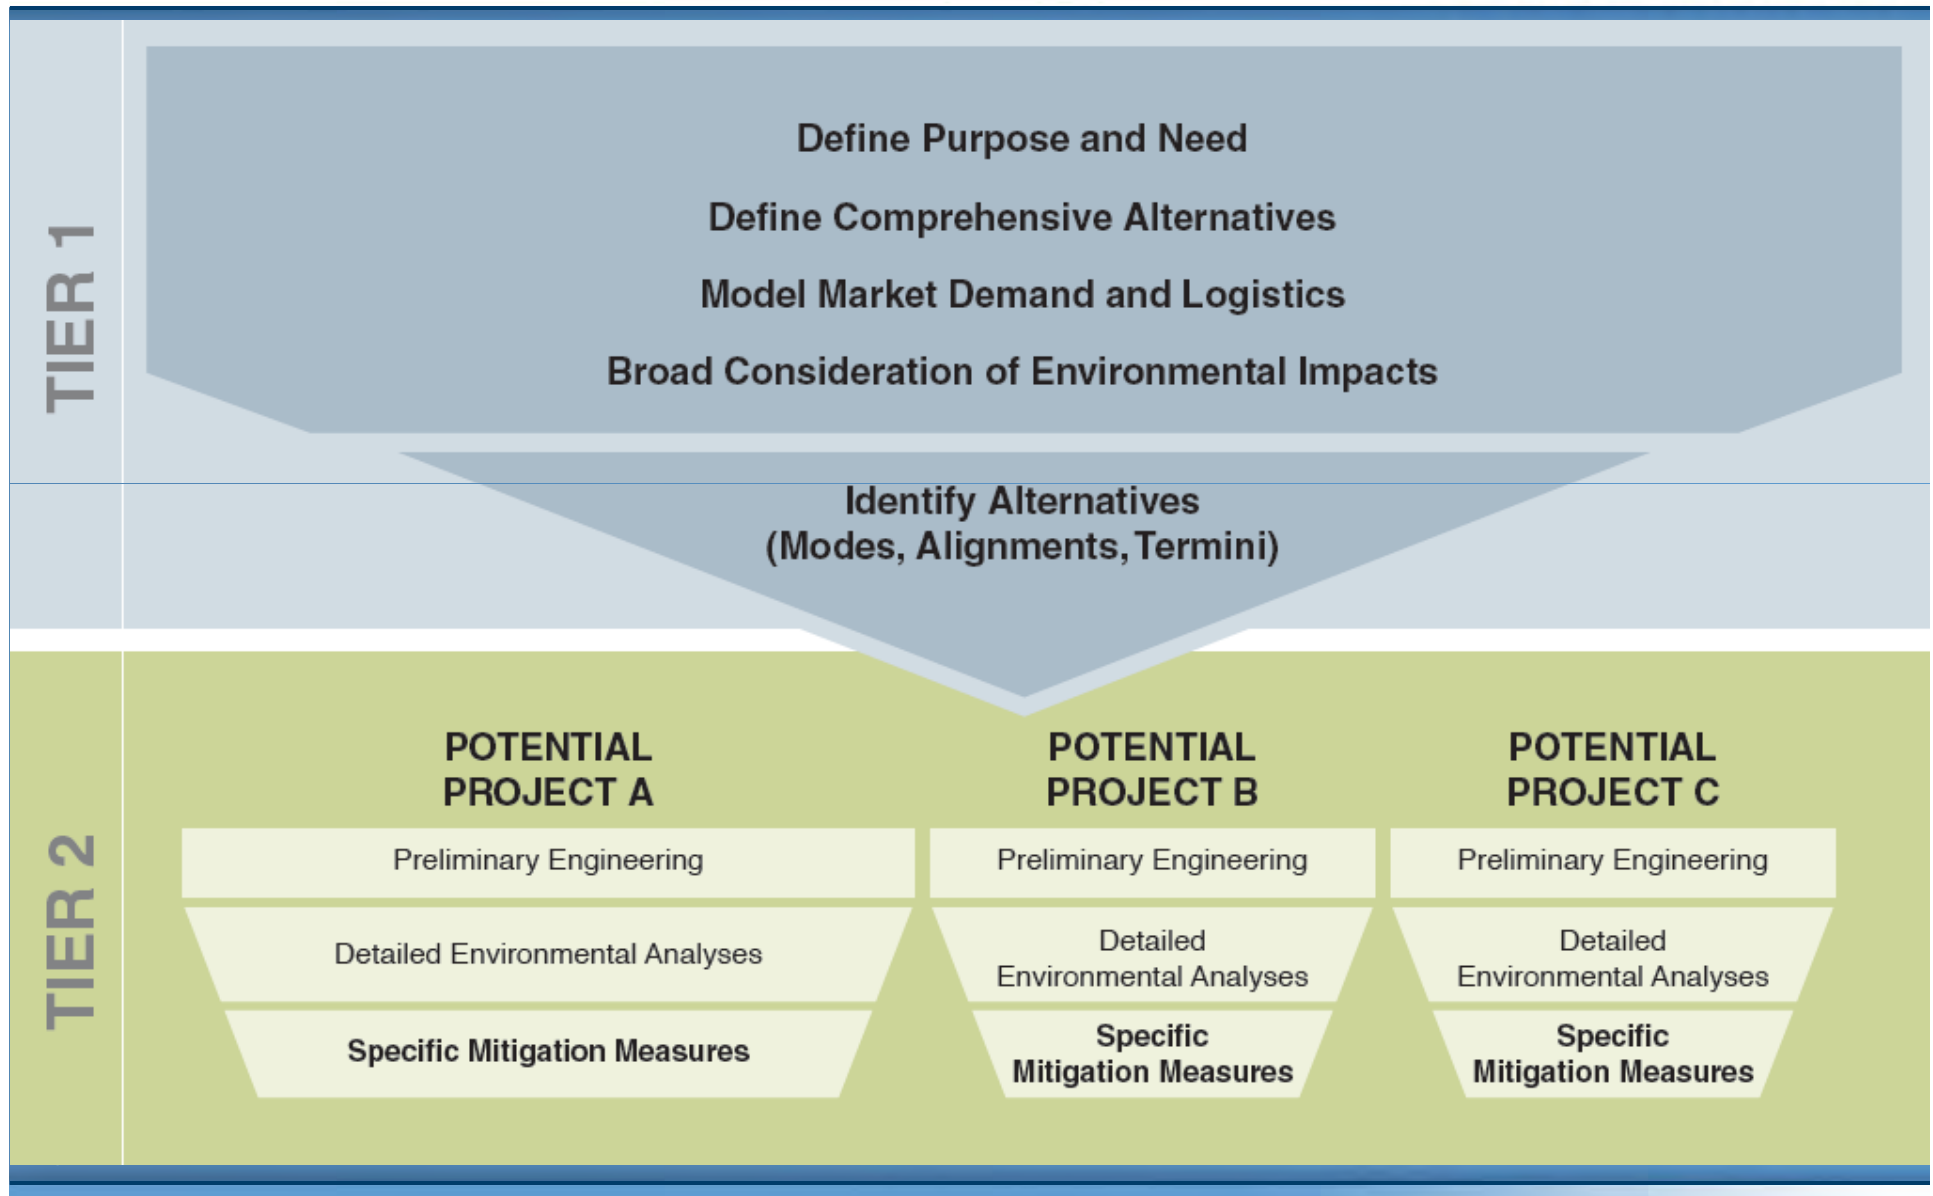 TIER 1
Define Purpose and Need
Define Comprehensive Alternatives
Model Market Demand and Logistics
Broad Consideration of Environmental Impacts
Identify Alternatives
(Modes, Alignments, Termini)
TIER 2
POTENTIAL
PROJECT A
Preliminary Engineering
Detailed Environmental Analyses
Specific Mitigation Measures
POTENTIAL
PROJECT B
Preliminary Engineering
Detailed
Environmental Analyses
Specific
Mitigation Measures
POTENTIAL
PROJECT C
Preliminary Engineering
Detailed
Environmental Analyses
Specific
Mitigation Measures